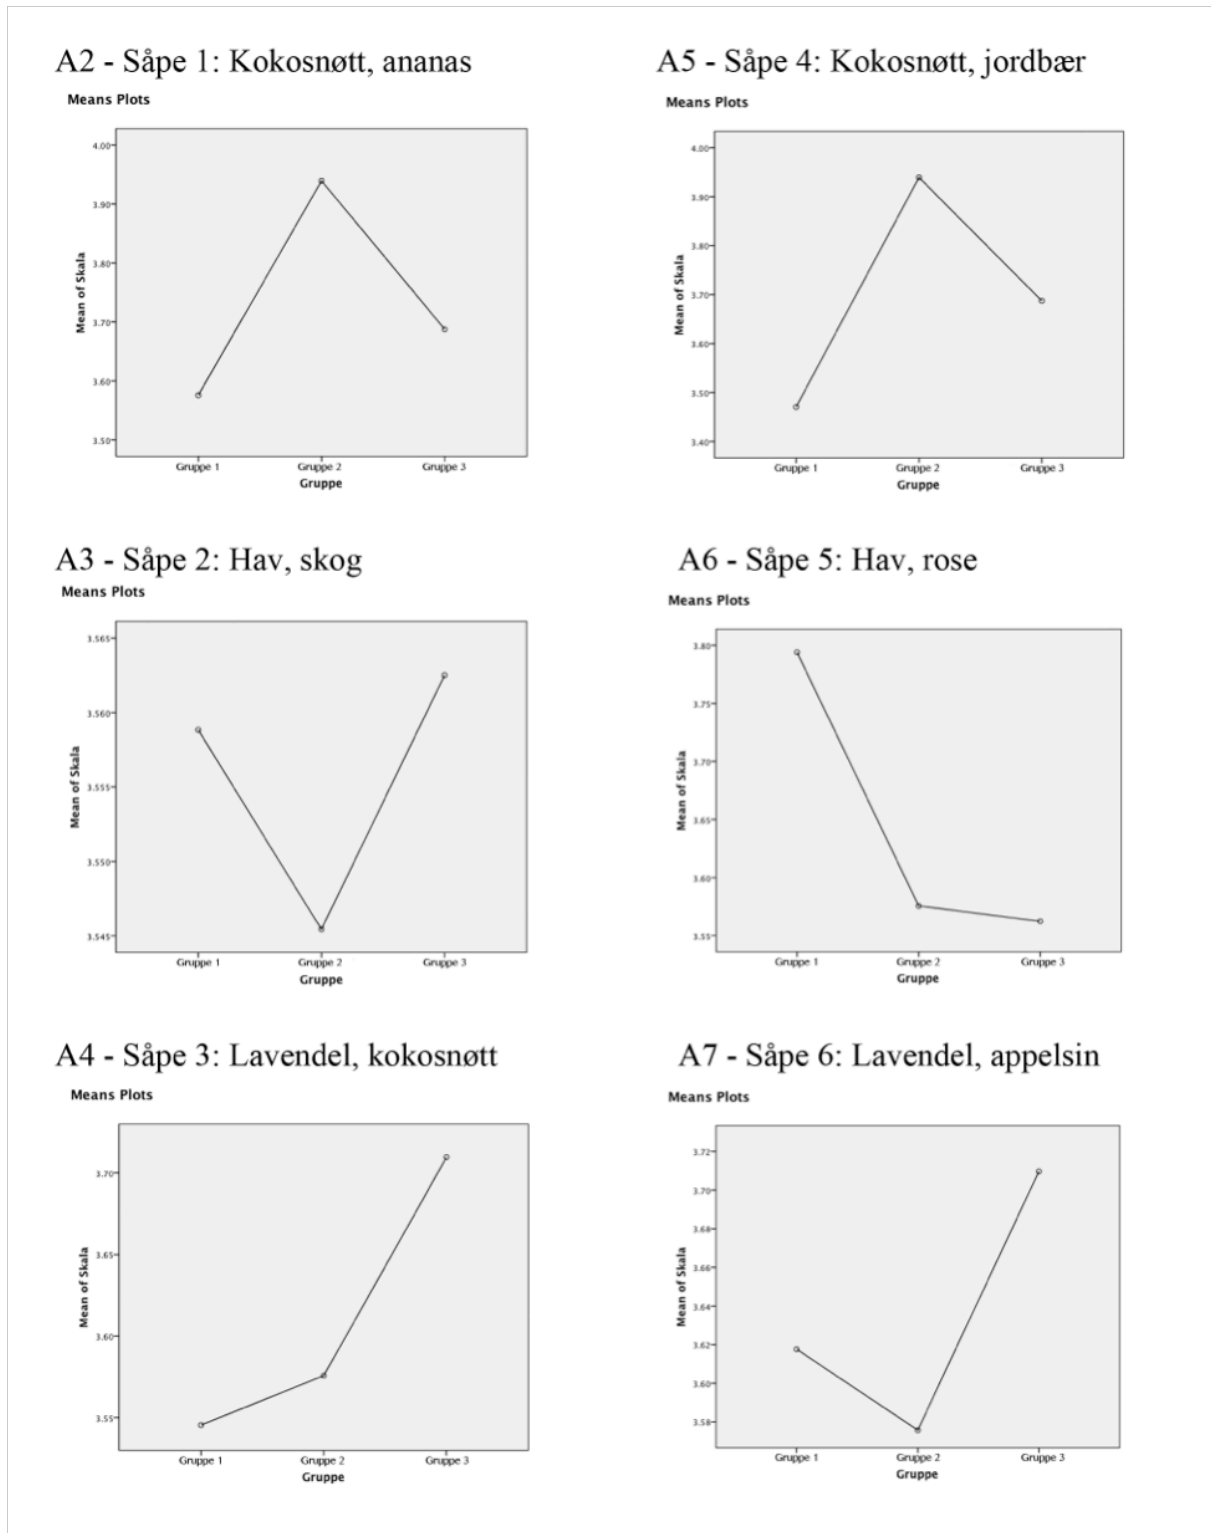 A2 - Såpe 1: Kokosnøtt, ananas
Means Plots
4.00
3.90
3.80
3.70
3.60
3.50
Mean of Skala
Gruppe 1
Gruppe 2
Gruppe 3
Gruppe
A5 - Såpe 4: Kokosnøtt, jordbær
Means Plots
4.00
3.90
3.80
3.70
3.60
3.50
3.40
Mean of Skala
Gruppe 1
Gruppe 2
Gruppe 3
Gruppe
A3 - Såpe 2: Hav, skog
Means Plots
3.565
3.560
3.555
3.550
3.545
Mean of Skala
Gruppe 1
Gruppe 2
Gruppe 3
Gruppe
A6 - Såpe 5: Hav, rose
Means Plots
3.80
3.75
3.70
3.65
3.60
3.55
Mean of Skala
Gruppe 1
Gruppe 2
Gruppe 3
Gruppe
A4 - Såpe 3: Lavendel, kokosnøtt
Means Plots
3.70
3.65
3.60
3.55
Mean of Skala
Gruppe 1
Gruppe 2
Gruppe 3
Gruppe
A7 - Såpe 6: Lavendel, appelsin
Means Plots
3.72
3.70
3.68
3.66
3.64
3.62
3.60
3.58
Mean of Skala
Gruppe 1
Gruppe 2
Gruppe 3
Gruppe